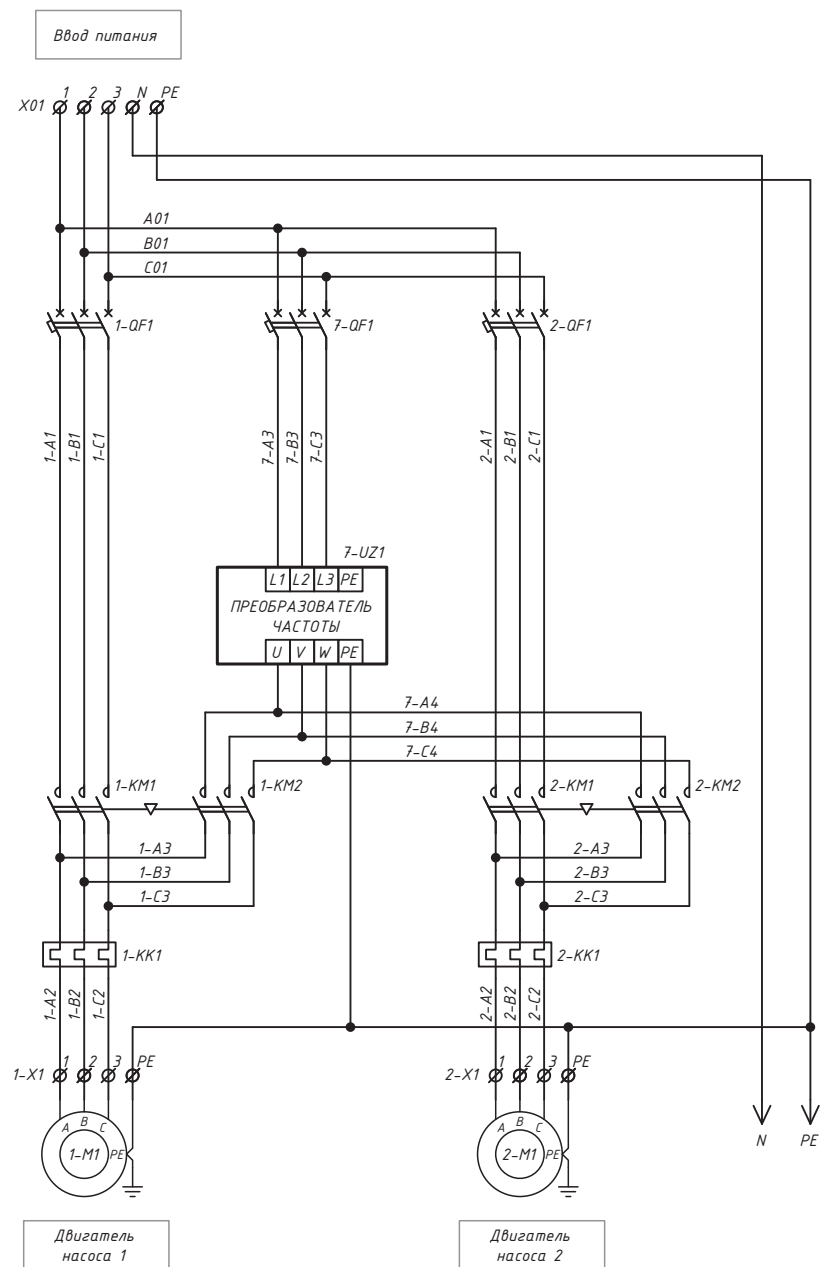 Ввод питания
X01 1 2 3 N PE
A01
B01
C01
1-QF1 7-QF1 2-QF1
1-A1 1-B1 1-C1 7-A3 7-B3 7-C3 2-A1 2-B1 2-C1
7-UZ1
L1 L2 L3 PE
ПРЕОБРАЗОВАТЕЛЬ
ЧАСТОТЫ
U V W PE
7-A4
7-B4
7-C4
1-KM1 1-KM2 2-KM1 2-KM2
1-A3 2-A3
1-B3 2-B3
1-C3 2-C3
1-KK1 2-KK1
1-A2 1-B2 1-C2 2-A2 2-B2 2-C2
1-X1 1 2 3 PE 2-X1 1 2 3 PE
A B C A B C
N PE
1-M1 PE 2-M1 PE
Двигатель
насоса 1
Двигатель
насоса 2